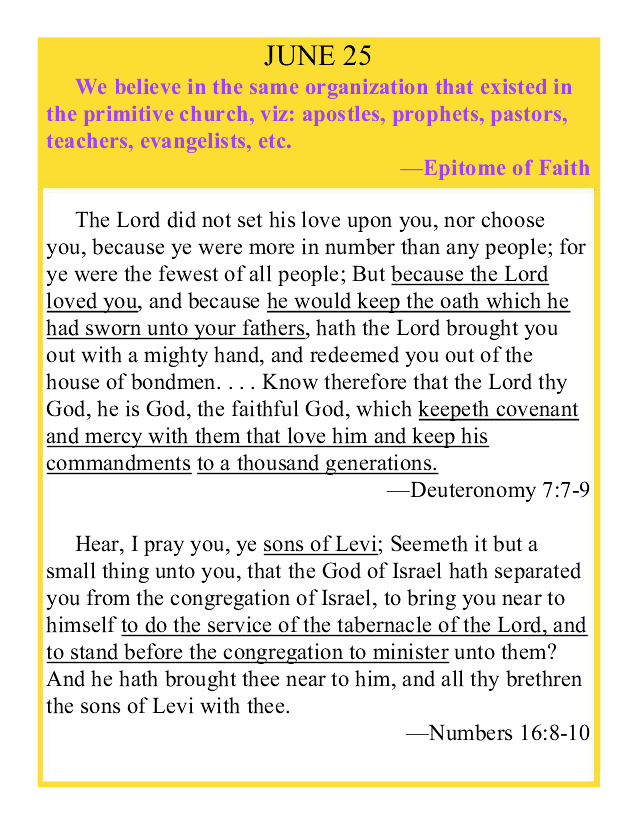 JUNE 25
We believe in the same organization that existed in
the primitive church, viz: apostles, prophets, pastors,
teachers, evangelists, etc.
—Epitome of Faith
The Lord did not set his love upon you, nor choose
you, because ye were more in number than any people; for
ye were the fewest of all people; But because the Lord
loved you, and because he would keep the oath which he
had sworn unto your fathers, hath the Lord brought you
out with a mighty hand, and redeemed you out of the
house of bondmen. . . . Know therefore that the Lord thy
God, he is God, the faithful God, which keepeth covenant
and mercy with them that love him and keep his
commandments to a thousand generations.
—Deuteronomy 7:7-9
Hear, I pray you, ye sons of Levi; Seemeth it but a
small thing unto you, that the God of Israel hath separated
you from the congregation of Israel, to bring you near to
himself to do the service of the tabernacle of the Lord, and
to stand before the congregation to minister unto them?
And he hath brought thee near to him, and all thy brethren
the sons of Levi with thee.
—Numbers 16:8-10